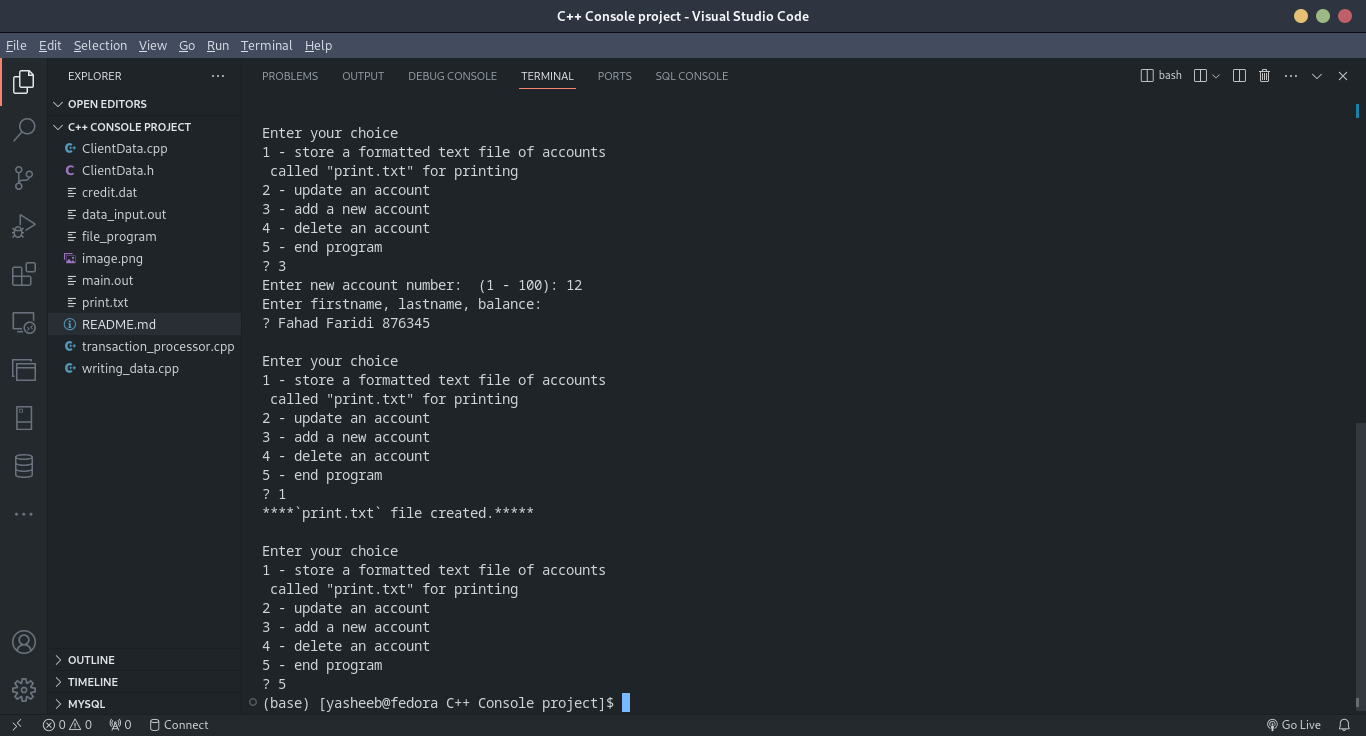 C++ Console project - Visual Studio Code
File Edit Selection View Go Run Terminal Help
EXPLORER
OPEN EDITORS
C++ CONSOLE PROJECT
ClientData.cpp
ClientData.h
credit.dat
data_input.out
file_program
image.png
main.out
print.txt
README.md
transaction_processor.cpp
writing_data.cpp
OUTLINE
TIMELINE
MYSQL
PROBLEMS OUTPUT DEBUG CONSOLE TERMINAL PORTS SQL CONSOLE
bash
Enter your choice
1 - store a formatted text file of accounts
 called "print.txt" for printing
2 - update an account
3 - add a new account
4 - delete an account
5 - end program
? 3
Enter new account number:  (1 - 100): 12
Enter firstname, lastname, balance:
? Fahad Faridi 876345
Enter your choice
1 - store a formatted text file of accounts
 called "print.txt" for printing
2 - update an account
3 - add a new account
4 - delete an account
5 - end program
? 1
****`print.txt` file created.*****
Enter your choice
1 - store a formatted text file of accounts
 called "print.txt" for printing
2 - update an account
3 - add a new account
4 - delete an account
5 - end program
? 5
(base) [yasheeb@fedora C++ Console project]$
0 0 0 Connect Go Live